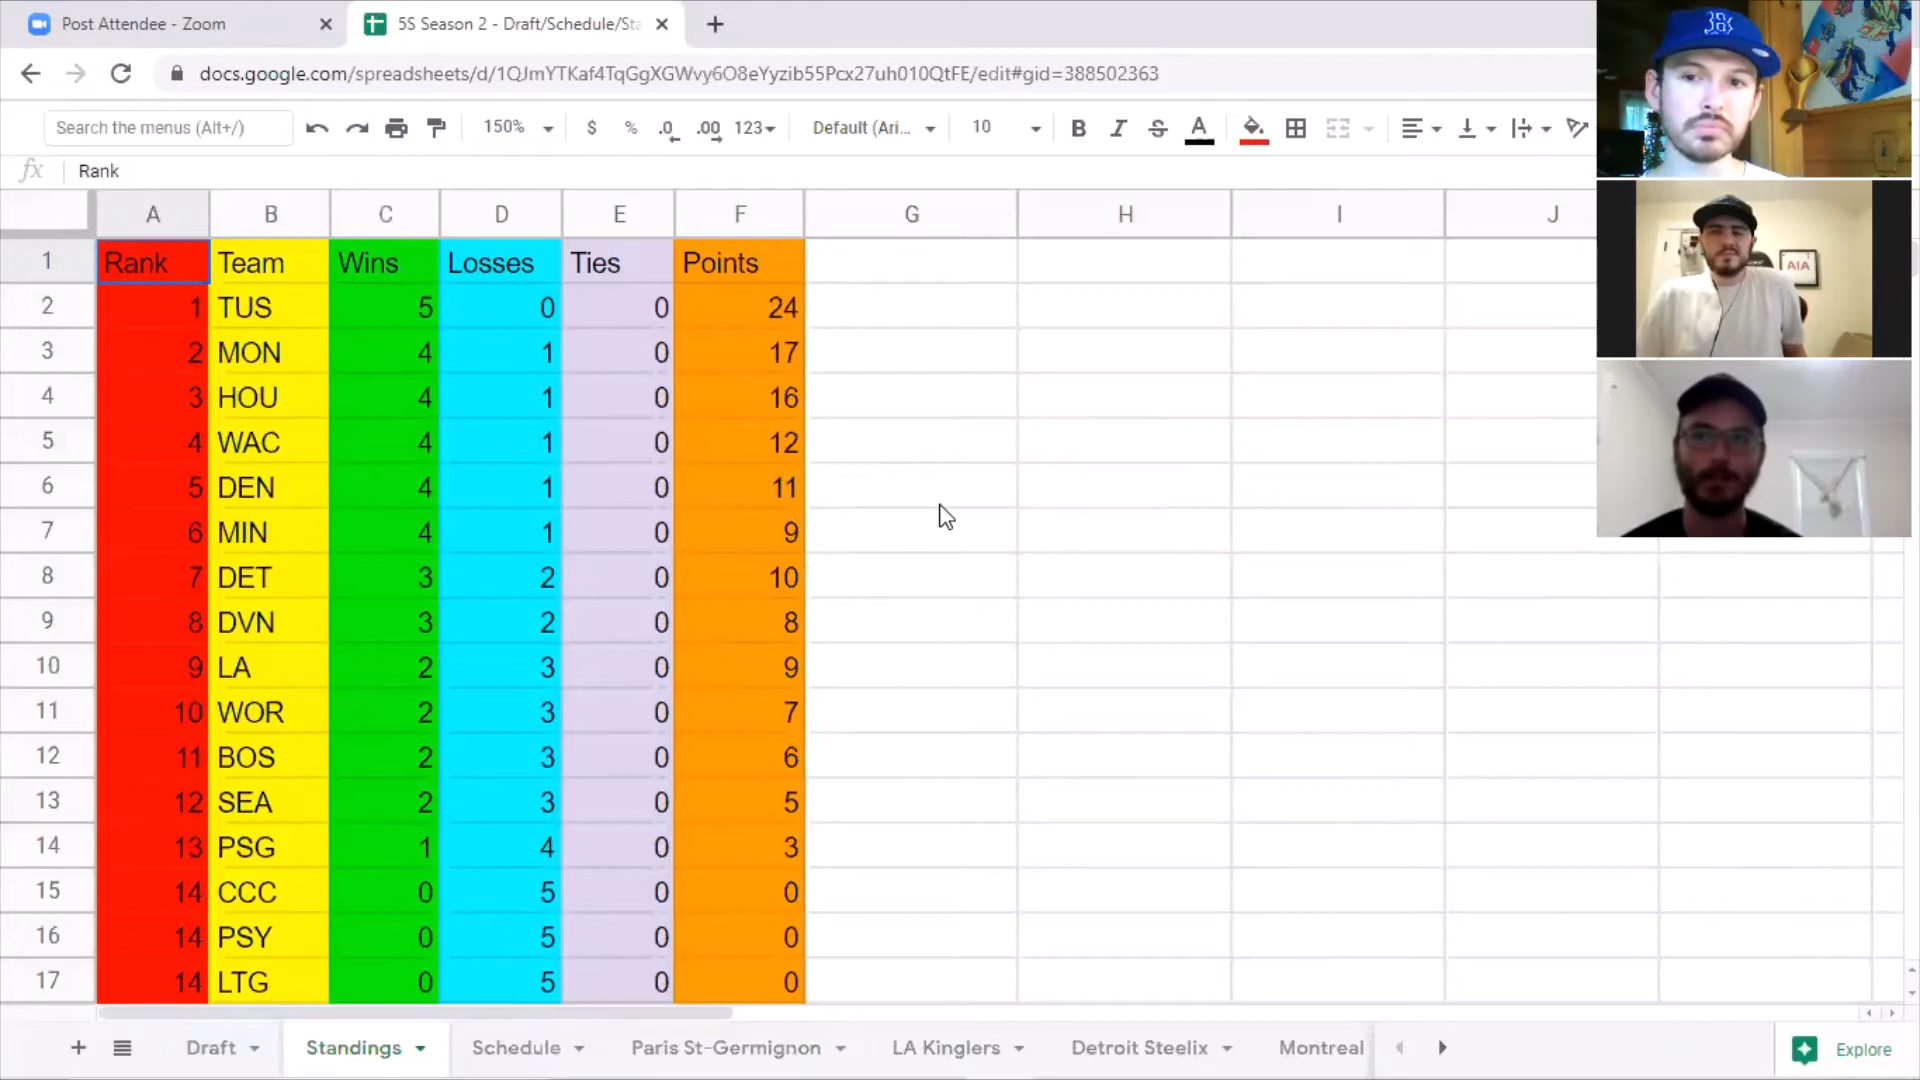 Post Attendee - Zoom
5S Season 2 - Draft/Schedule/Sta
docs.google.com/spreadsheets/d/1QJmYTKaf4TqGgXGWvy6O8eYyzib55Pcx27uh010QtFE/edit#gid=388502363
Search the menus (Alt+/) 150% $ % .0 .00 123 Default (Ari... 10 B I S A
fx Rank
A B C D E F G H I J
1 Rank Team Wins Losses Ties Points
2 1 TUS 5 0 0 24
3 2 MON 4 1 0 17
4 3 HOU 4 1 0 16
5 4 WAC 4 1 0 12
6 5 DEN 4 1 0 11
7 6 MIN 4 1 0 9
8 7 DET 3 2 0 10
9 8 DVN 3 2 0 8
10 9 LA 2 3 0 9
11 10 WOR 2 3 0 7
12 11 BOS 2 3 0 6
13 12 SEA 2 3 0 5
14 13 PSG 1 4 0 3
15 14 CCC 0 5 0 0
16 14 PSY 0 5 0 0
17 14 LTG 0 5 0 0
Draft Standings Schedule Paris St-Germignon LA Kinglers Detroit Steelix Montreal Explore
B
AIA